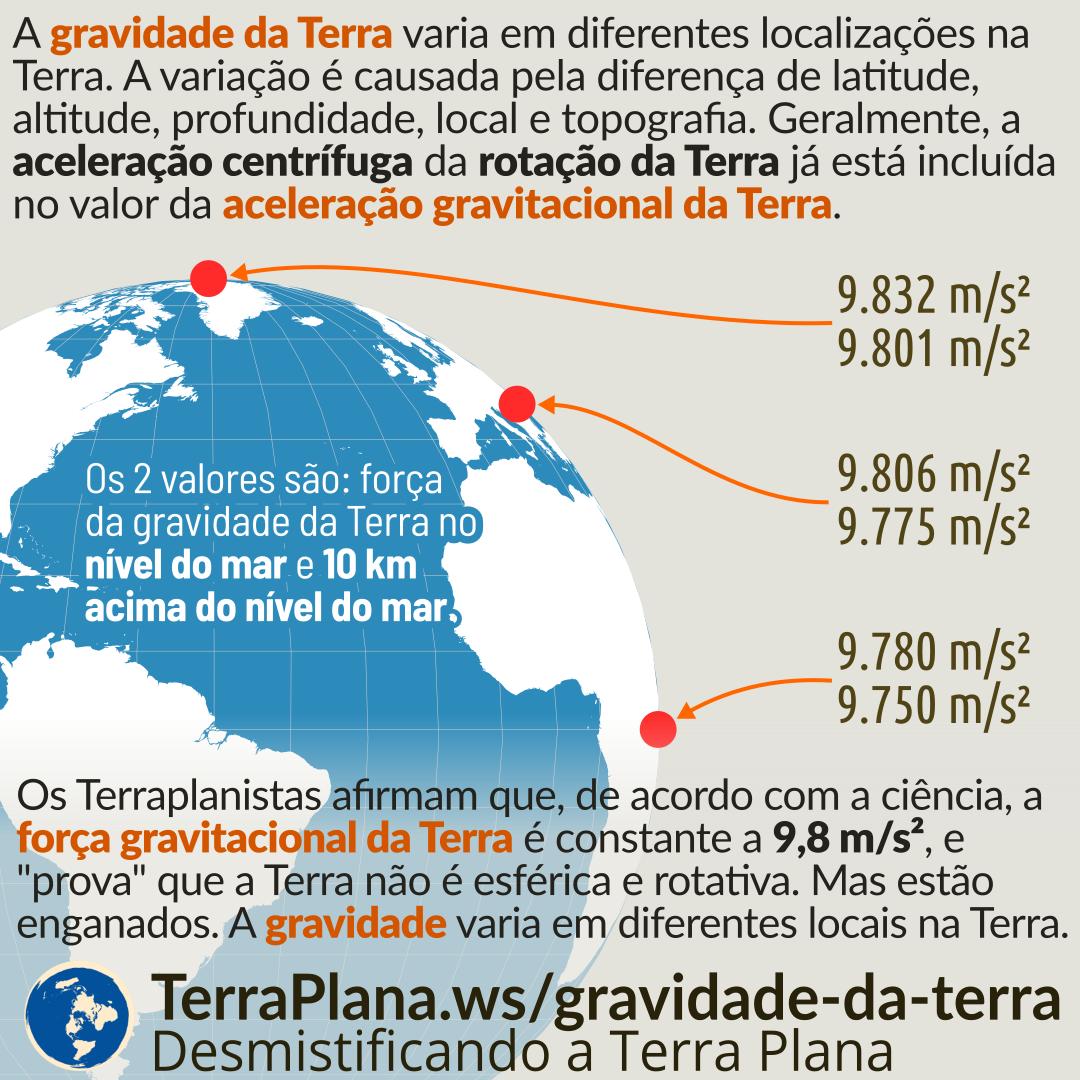 A gravidade da Terra varia em diferentes localizações na
Terra. A variação é causada pela diferença de latitude,
altitude, profundidade, local e topografia. Geralmente, a
aceleração centrífuga da rotação da Terra já está incluída
no valor da aceleração gravitacional da Terra.
9.832 m/s²
9.801 m/s²
9.806 m/s²
9.775 m/s²
Os 2 valores são: força
da gravidade da Terra no
nível do mar e 10 km
acima do nível do mar.
9.780 m/s²
9.750 m/s²
Os Terraplanistas afirmam que, de acordo com a ciência, a
força gravitacional da Terra é constante a 9,8 m/s², e
"prova" que a Terra não é esférica e rotativa. Mas estão
enganados. A gravidade varia em diferentes locais na Terra.
TerraPlana.ws/gravidade-da-terra
Desmistificando a Terra Plana